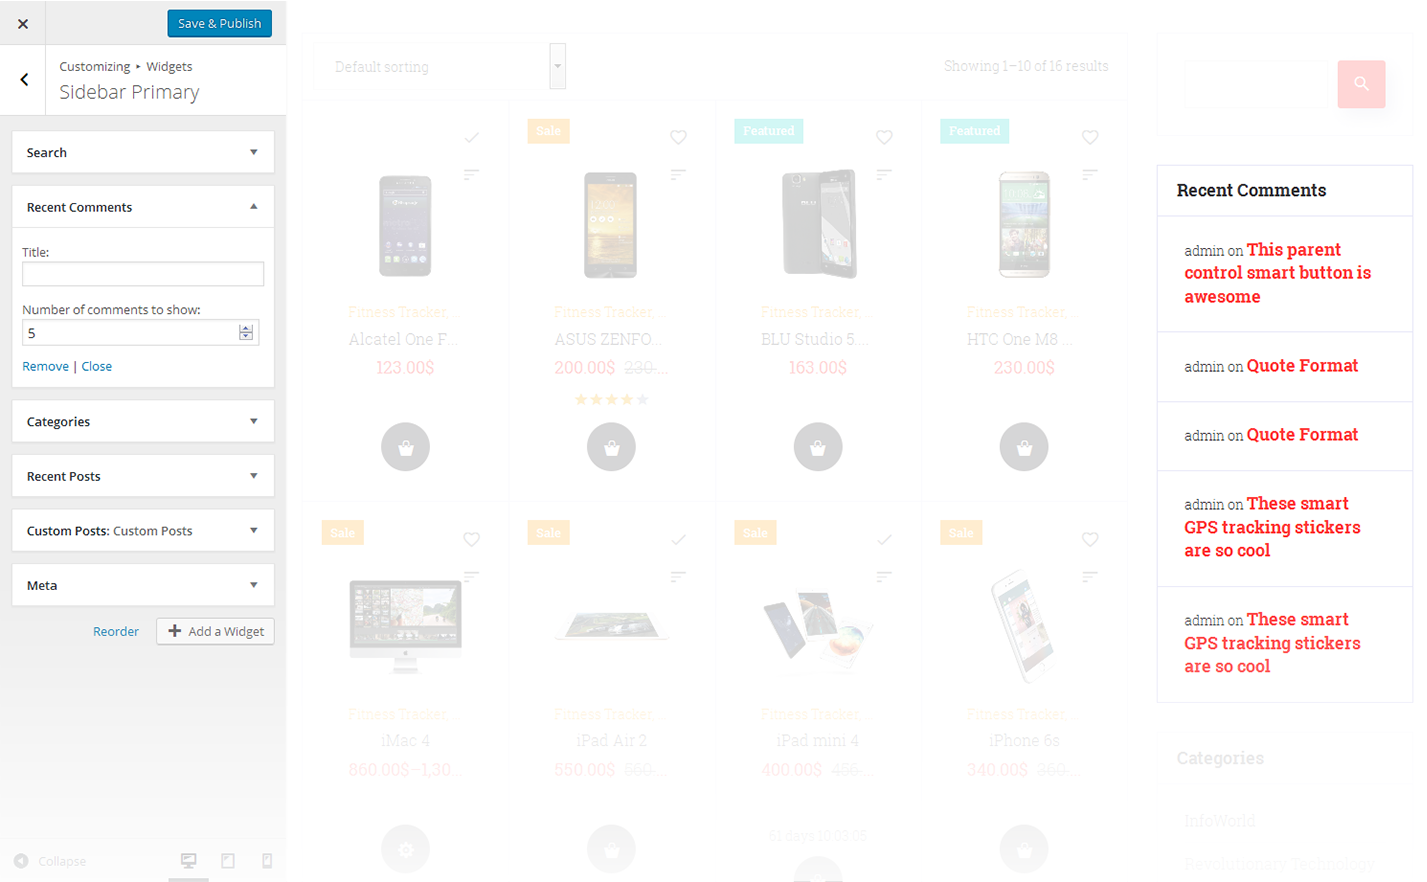 Save & Publish
Customizing ▸ Widgets
Sidebar Primary
Search
Recent Comments
Title:
Number of comments to show:
5
Remove | Close
Categories
Recent Posts
Custom Posts: Custom Posts
Meta
Reorder
Add a Widget
Collapse
Default sorting
Showing 1–10 of 16 results
Sale
Featured
Featured
Fitness Tracker, ...
Fitness Tracker, ...
Fitness Tracker, ...
Fitness Tracker, ...
Alcatel One F...
ASUS ZENFO...
BLU Studio 5....
HTC One M8 ...
123.00$
200.00$ 230....
163.00$
230.00$
Sale
Sale
Sale
Sale
Fitness Tracker, ...
Fitness Tracker, ...
Fitness Tracker, ...
Fitness Tracker, ...
iMac 4
iPad Air 2
iPad mini 4
iPhone 6s
860.00$–1,30...
550.00$ 560....
400.00$ 456....
340.00$ 360....
Recent Comments
admin on This parent
control smart button is
awesome
admin on Quote Format
admin on Quote Format
admin on These smart
GPS tracking stickers
are so cool
admin on These smart
GPS tracking stickers
are so cool
Categories
InfoWorld
Revolutionary Technology